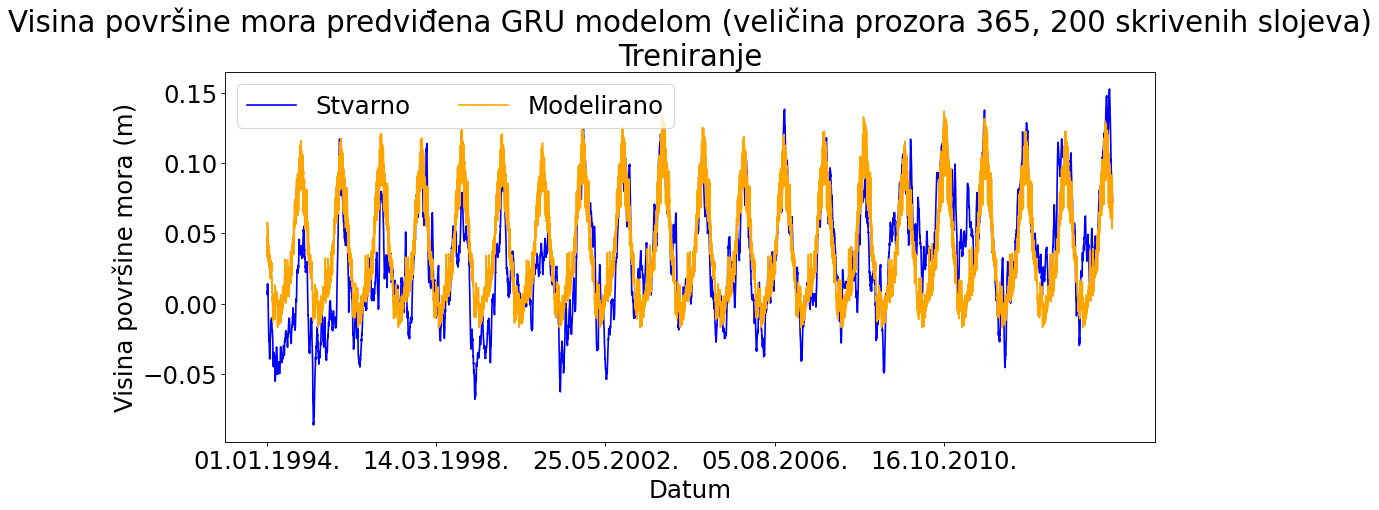 Visina površine mora predviđena GRU modelom (veličina prozora 365, 200 skrivenih slojeva)
Treniranje
Stvarno
Modelirano
Visina površine mora (m)
0.15
0.10
0.05
0.00
−0.05
01.01.1994.
14.03.1998.
25.05.2002.
05.08.2006.
16.10.2010.
Datum